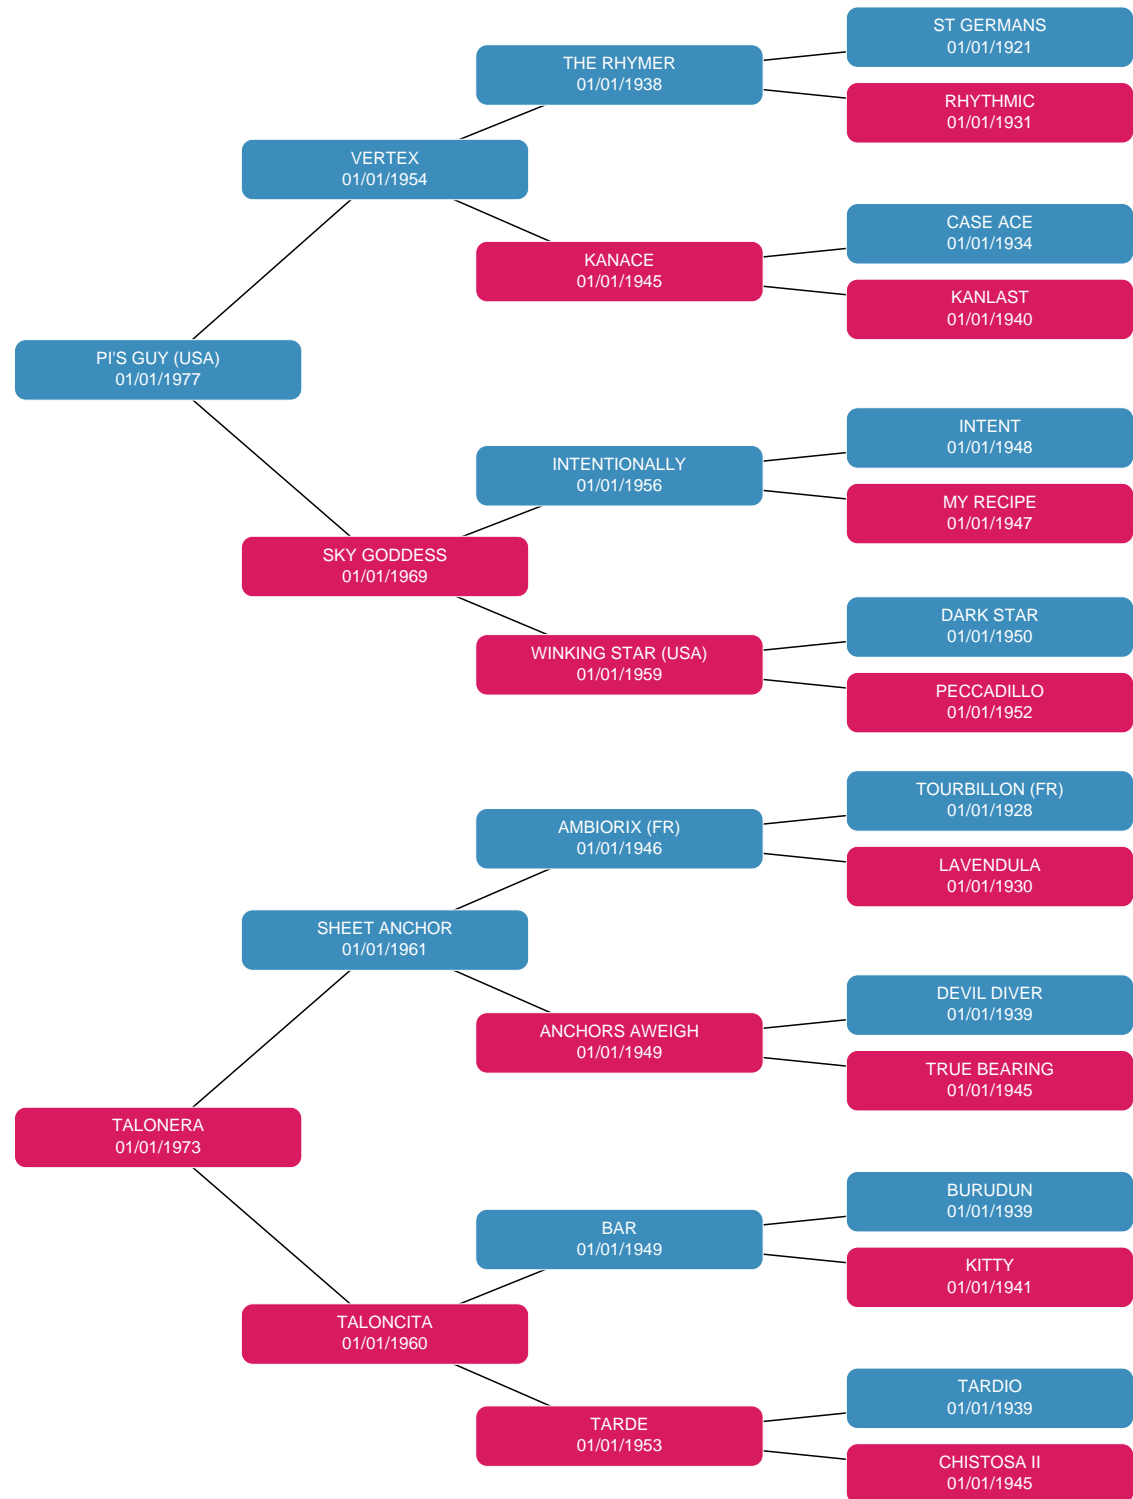 ST GERMANS
01/01/1921
THE RHYMER
01/01/1938
RHYTHMIC
01/01/1931
VERTEX
01/01/1954
CASE ACE
01/01/1934
KANACE
01/01/1945
KANLAST
01/01/1940
PI'S GUY (USA)
01/01/1977
INTENT
01/01/1948
INTENTIONALLY
01/01/1956
MY RECIPE
01/01/1947
SKY GODDESS
01/01/1969
DARK STAR
01/01/1950
WINKING STAR (USA)
01/01/1959
PECCADILLO
01/01/1952
TOURBILLON (FR)
01/01/1928
AMBIORIX (FR)
01/01/1946
LAVENDULA
01/01/1930
SHEET ANCHOR
01/01/1961
DEVIL DIVER
01/01/1939
ANCHORS AWEIGH
01/01/1949
TRUE BEARING
01/01/1945
TALONERA
01/01/1973
BURUDUN
01/01/1939
BAR
01/01/1949
KITTY
01/01/1941
TALONCITA
01/01/1960
TARDIO
01/01/1939
TARDE
01/01/1953
CHISTOSA II
01/01/1945